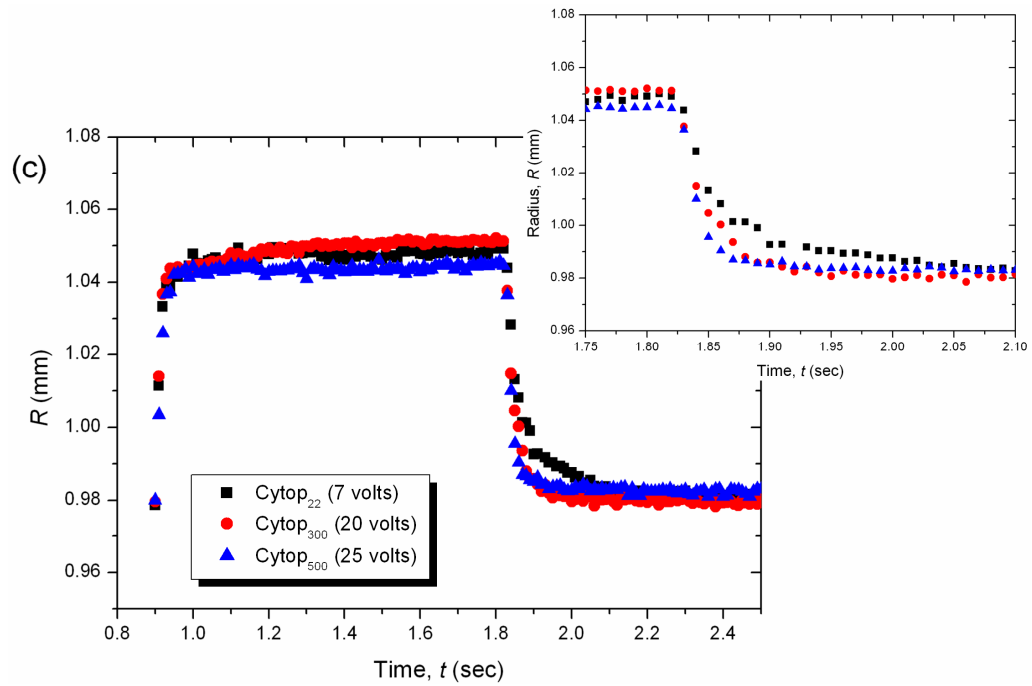 (c)
1.08
1.06
1.04
1.02
1.00
0.98
0.96
R (mm)
0.8 1.0 1.2 1.4 1.6 1.8 2.0 2.2 2.4
Time, t (sec)
Cytop22 (7 volts)
Cytop300 (20 volts)
Cytop500 (25 volts)
1.08
1.06
1.04
1.02
1.00
0.98
0.96
Radius, R (mm)
1.75 1.80 1.85 1.90 1.95 2.00 2.05 2.10
Time, t (sec)